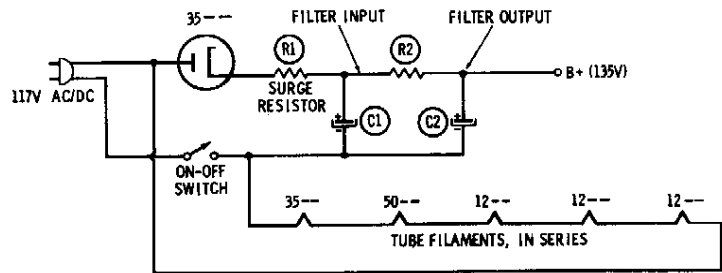 35--
FILTER INPUT
FILTER OUTPUT
R1
R2
B+ (135V)
117V AC/DC
SURGE
RESISTOR
C1
C2
ON-OFF
SWITCH
35--
50--
12--
12--
12--
TUBE FILAMENTS, IN SERIES